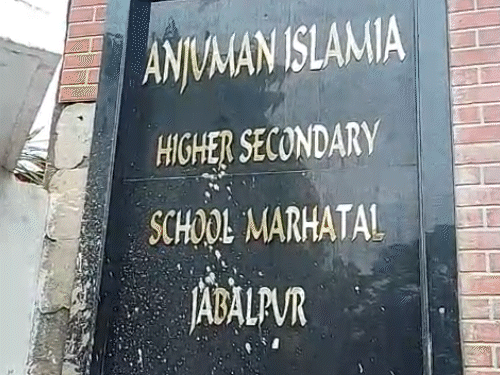 ANJUMAN ISLAMIA
HIGHER SECONDARY
SCHOOL MARHATAL
JABALPUR